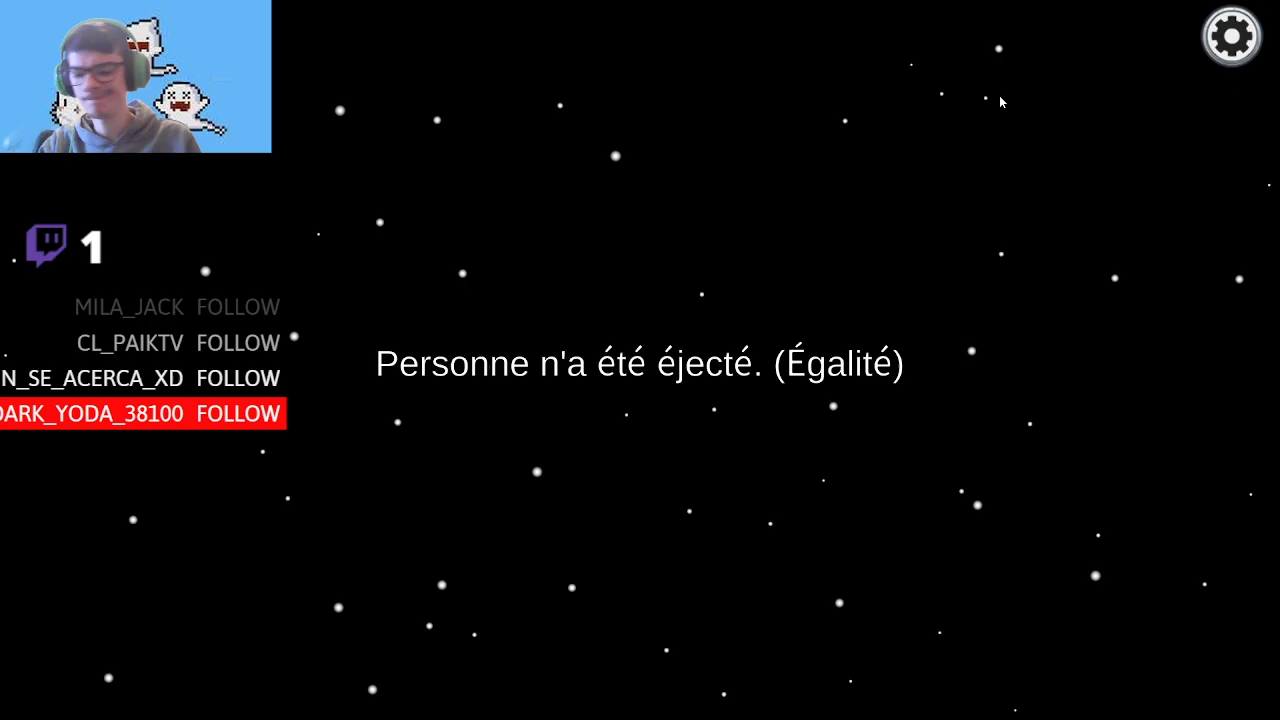 1
MILA_JACK FOLLOW
CL_PAIKTV FOLLOW
N_SE_ACERCA_XD FOLLOW
DARK_YODA_38100 FOLLOW
Personne n'a été éjecté. (Égalité)